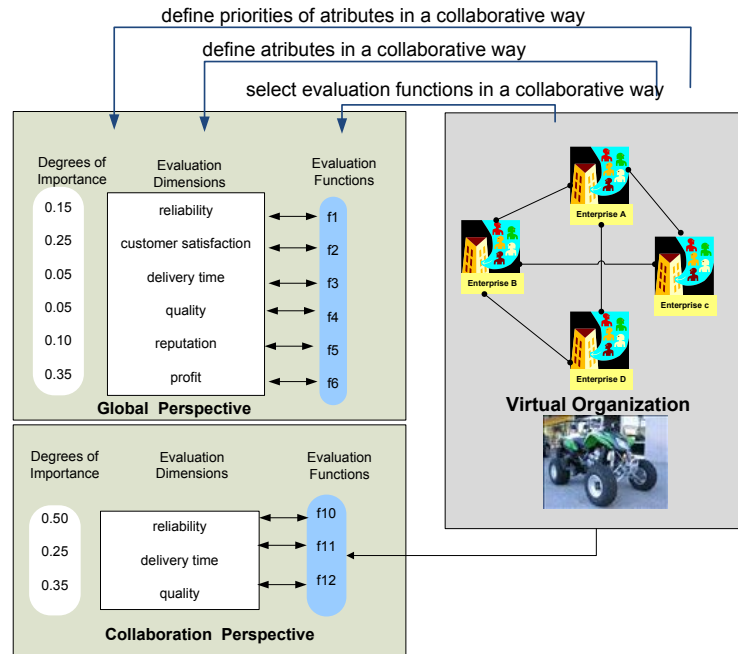 define priorities of atributes in a collaborative way
define atributes in a collaborative way
select evaluation functions in a collaborative way
Degrees of
Importance
Evaluation
Dimensions
Evaluation
Functions
0.15
reliability
f1
0.25
customer satisfaction
f2
0.05
delivery time
f3
0.05
quality
f4
0.10
reputation
f5
0.35
profit
f6
Global Perspective
Enterprise A
Enterprise B
Enterprise c
Enterprise D
Virtual Organization
Degrees of
Importance
Evaluation
Dimensions
Evaluation
Functions
0.50
reliability
f10
0.25
delivery time
f11
0.35
quality
f12
Collaboration Perspective